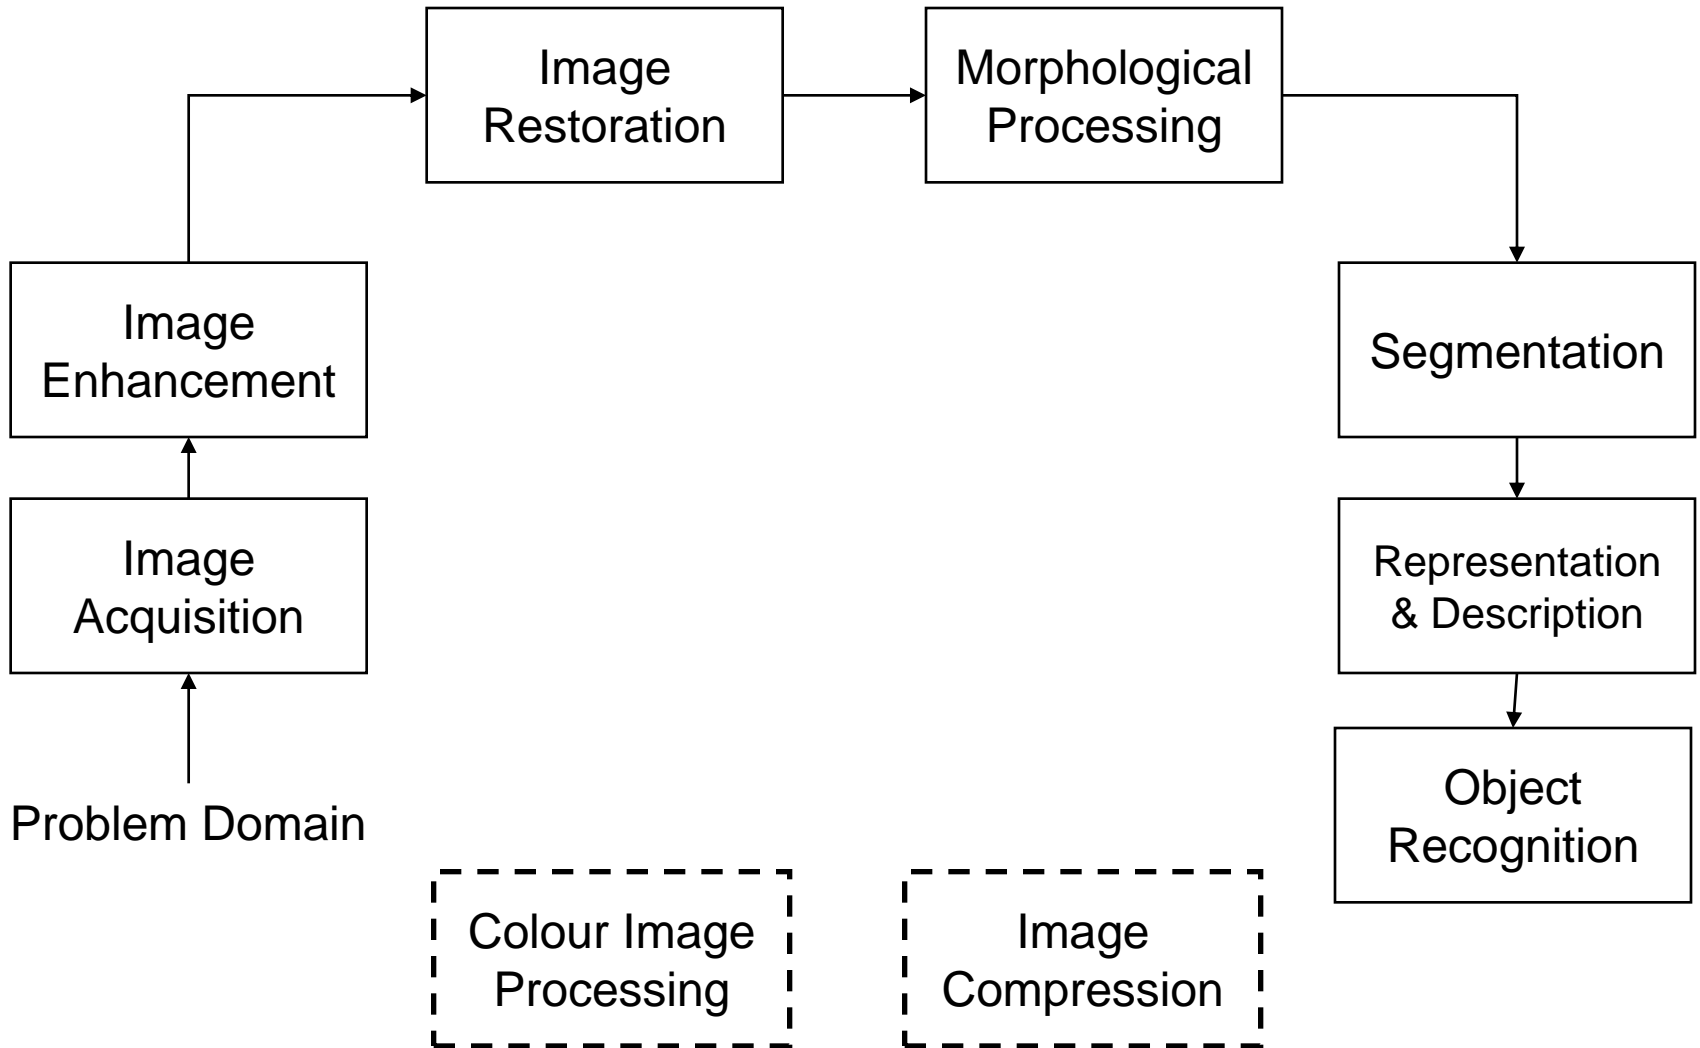 Image
Restoration
Morphological
Processing
Image
Enhancement
Segmentation
Image
Acquisition
Representation
& Description
Problem Domain
Object
Recognition
Colour Image
Processing
Image
Compression